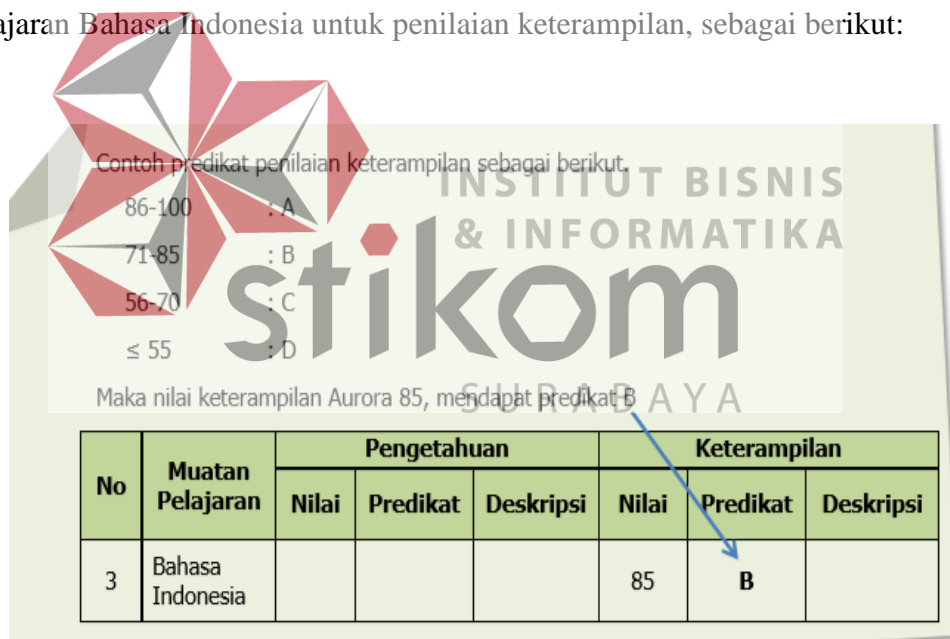 ajaran Bahasa Indonesia untuk penilaian keterampilan, sebagai berikut:
Contoh predikat penilaian keterampilan sebagai berikut.
86-100 : A
71-85 : B
56-70 : C
≤ 55 : D
Maka nilai keterampilan Aurora 85, mendapat predikat B
INSTITUT BISNIS
& INFORMATIKA
stikom
SURABAYA
No Muatan Pelajaran Pengetahuan Keterampilan
Nilai Predikat Deskripsi Nilai Predikat Deskripsi
3 Bahasa Indonesia 85 B